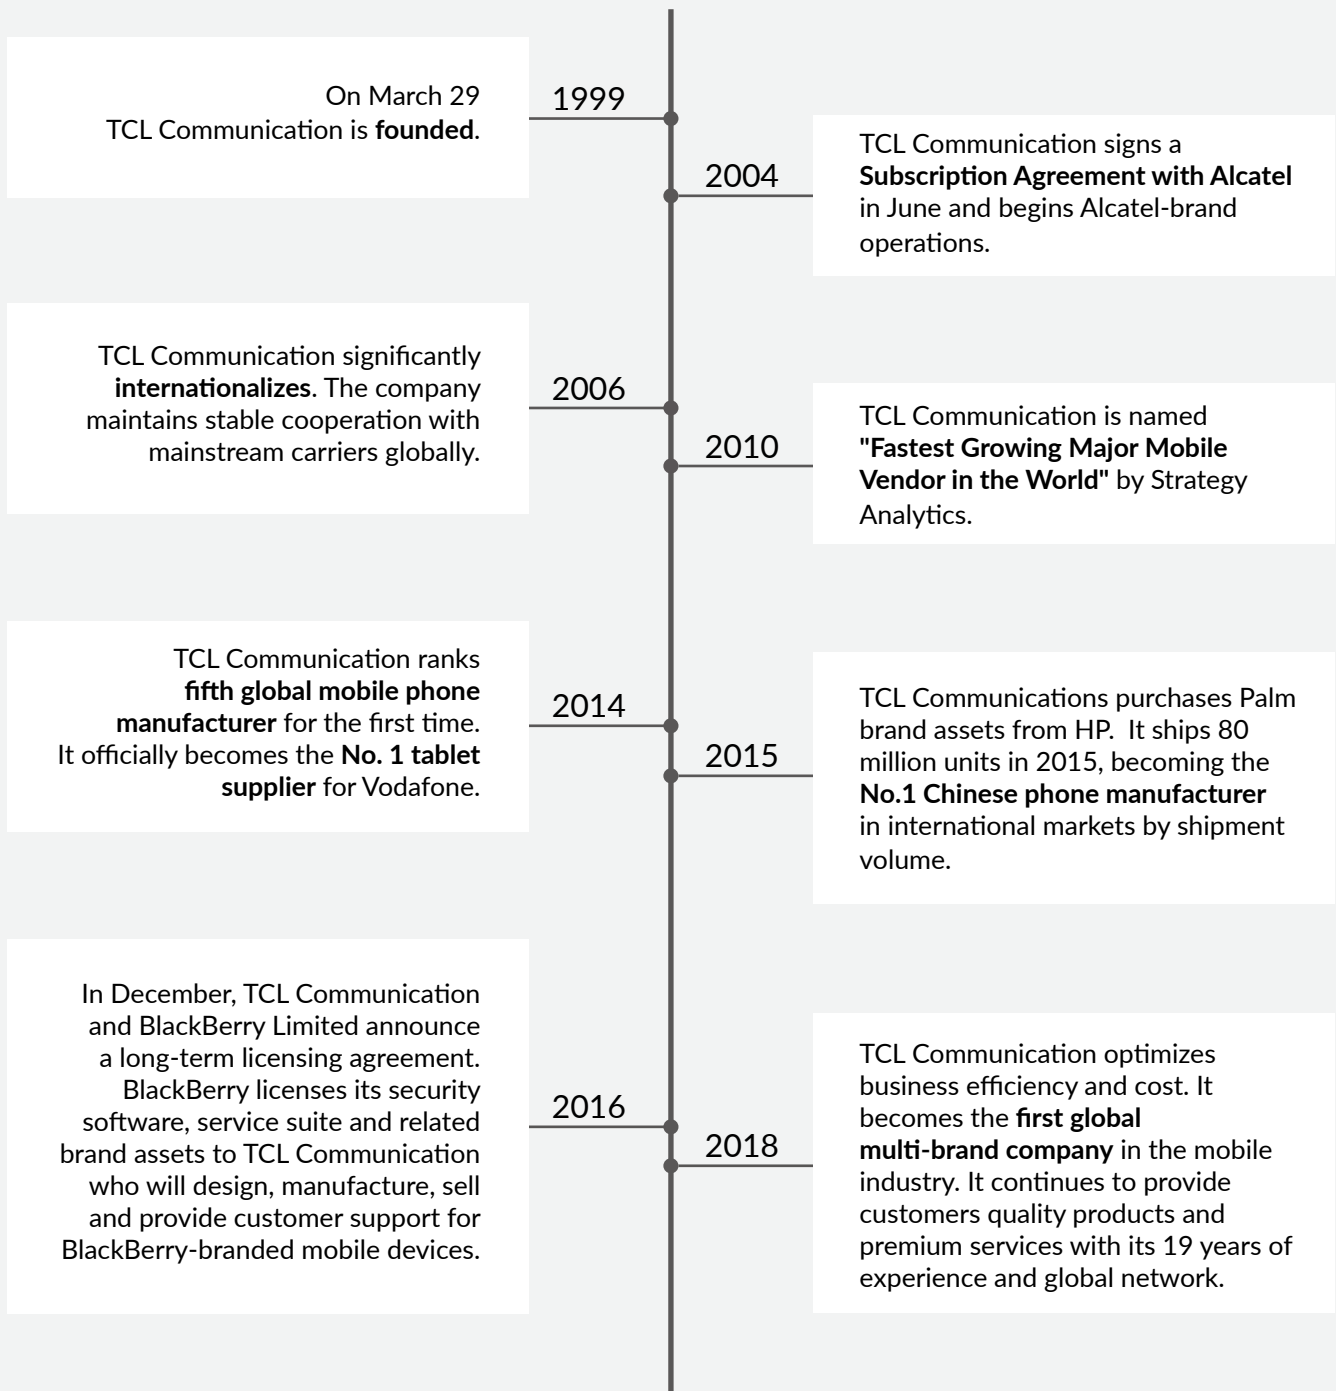 1999
On March 29
TCL Communication is founded.
2004
TCL Communication signs a
Subscription Agreement with Alcatel
in June and begins Alcatel-brand
operations.
2006
TCL Communication significantly
internationalizes. The company
maintains stable cooperation with
mainstream carriers globally.
2010
TCL Communication is named
"Fastest Growing Major Mobile
Vendor in the World" by Strategy
Analytics.
2014
TCL Communication ranks
fifth global mobile phone
manufacturer for the first time.
It officially becomes the No. 1 tablet
supplier for Vodafone.
2015
TCL Communications purchases Palm
brand assets from HP.  It ships 80
million units in 2015, becoming the
No.1 Chinese phone manufacturer
in international markets by shipment
volume.
2016
In December, TCL Communication
and BlackBerry Limited announce
a long-term licensing agreement.
BlackBerry licenses its security
software, service suite and related
brand assets to TCL Communication
who will design, manufacture, sell
and provide customer support for
BlackBerry-branded mobile devices.
2018
TCL Communication optimizes
business efficiency and cost. It
becomes the first global
multi-brand company in the mobile
industry. It continues to provide
customers quality products and
premium services with its 19 years of
experience and global network.